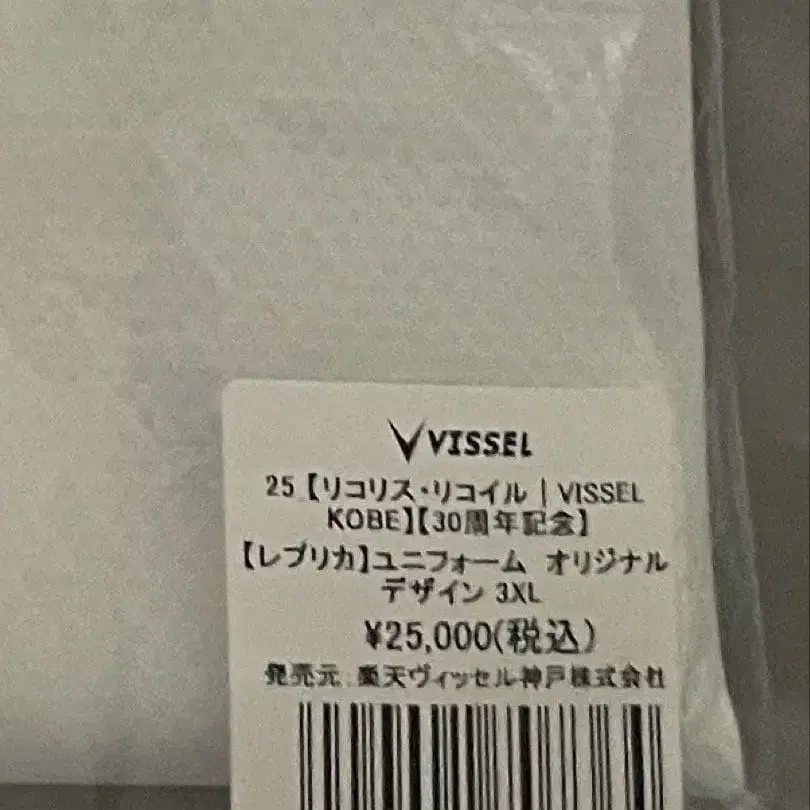 VISSEL
25【リコリス・リコイル | VISSEL
KOBE】【30周年記念】
【レプリカ】ユニフォーム オリジナル
デザイン 3XL
¥25,000(税込)
発売元 楽天ヴィッセル神戸株式会社